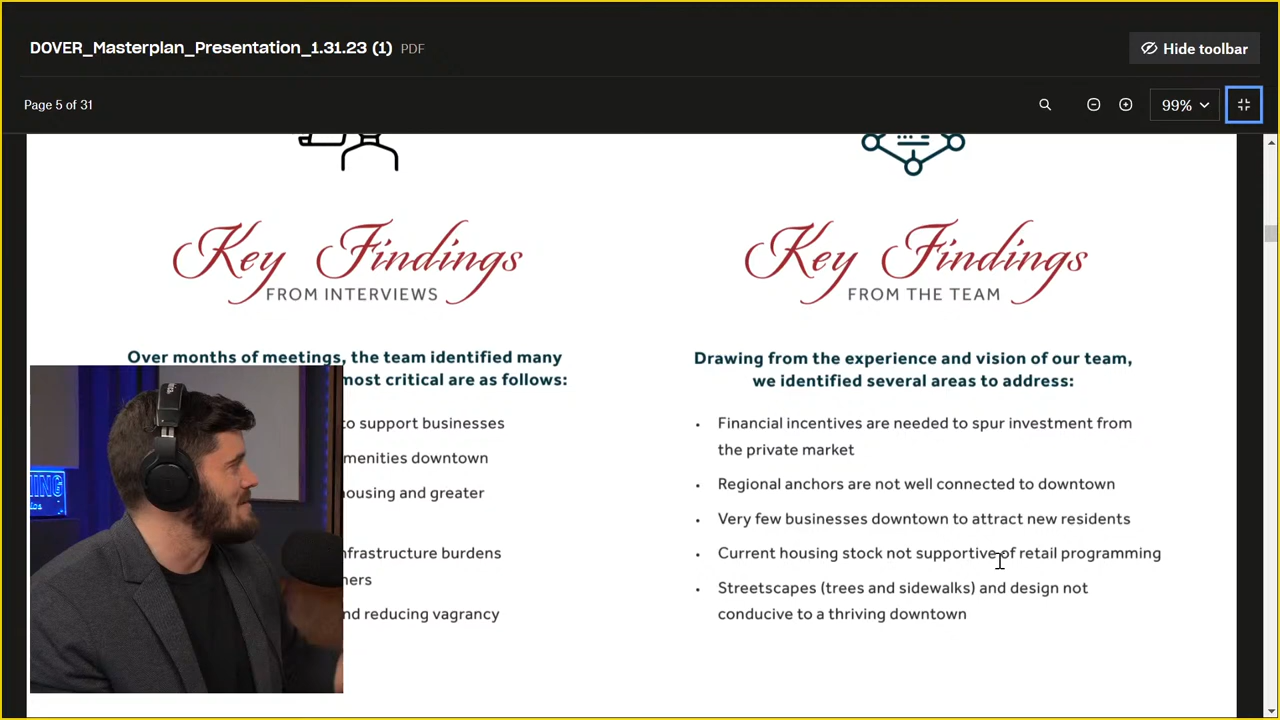 DOVER_Masterplan_Presentation_1.31.23 (1) PDF
Hide toolbar
Page 5 of 31
99%
Key Findings
FROM INTERVIEWS
Over months of meetings, the team identified many
most critical are as follows:
to support businesses
menities downtown
housing and greater
nfrastructure burdens
ners
nd reducing vagrancy
Key Findings
FROM THE TEAM
Drawing from the experience and vision of our team,
we identified several areas to address:
• Financial incentives are needed to spur investment from
the private market
• Regional anchors are not well connected to downtown
• Very few businesses downtown to attract new residents
• Current housing stock not supportive of retail programming
• Streetscapes (trees and sidewalks) and design not
conducive to a thriving downtown